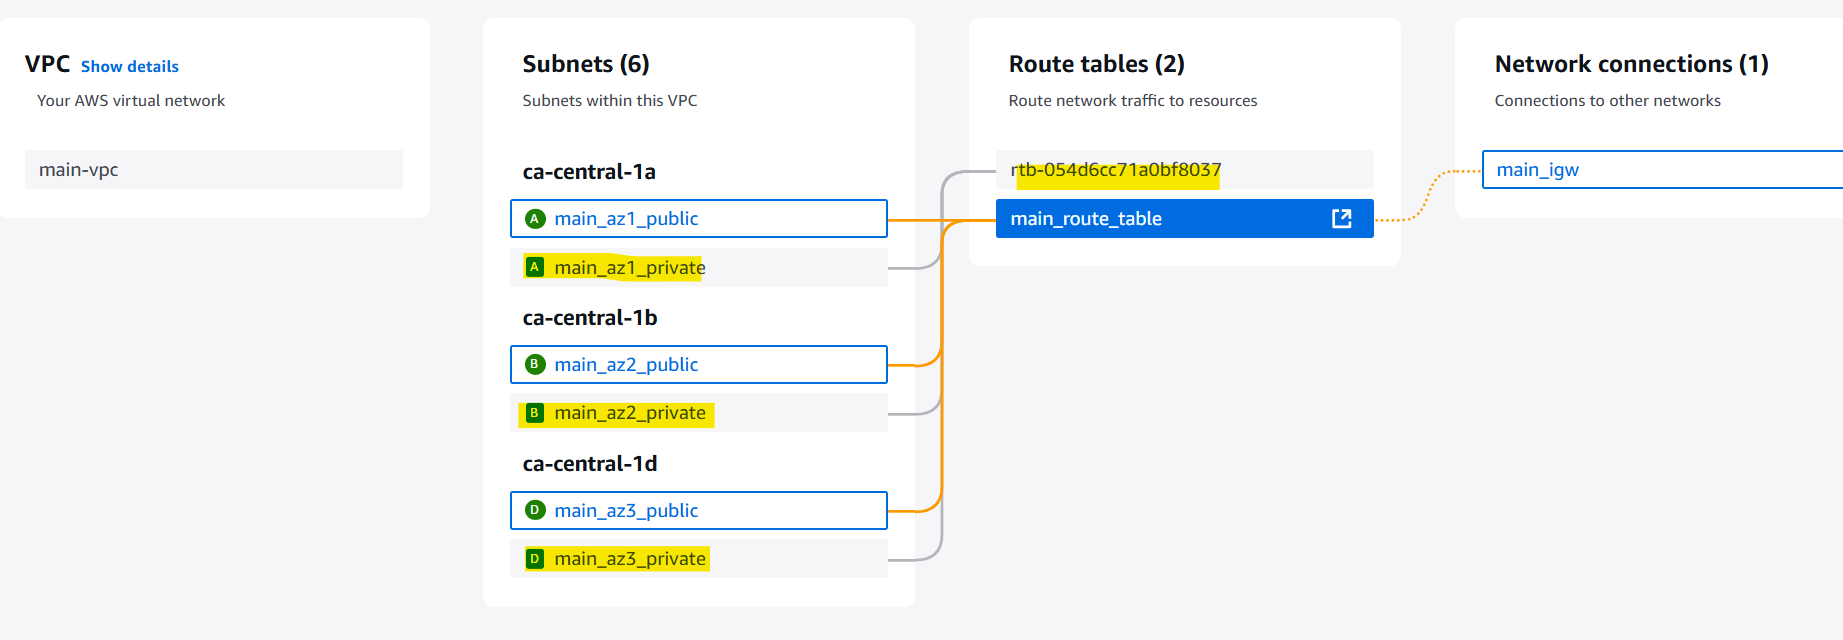 VPC Show details
Your AWS virtual network
main-vpc
Subnets (6)
Subnets within this VPC
ca-central-1a
A main_az1_public
A main_az1_private
ca-central-1b
B main_az2_public
B main_az2_private
ca-central-1d
D main_az3_public
D main_az3_private
Route tables (2)
Route network traffic to resources
rtb-054d6cc71a0bf8037
main_route_table
Network connections (1)
Connections to other networks
main_igw